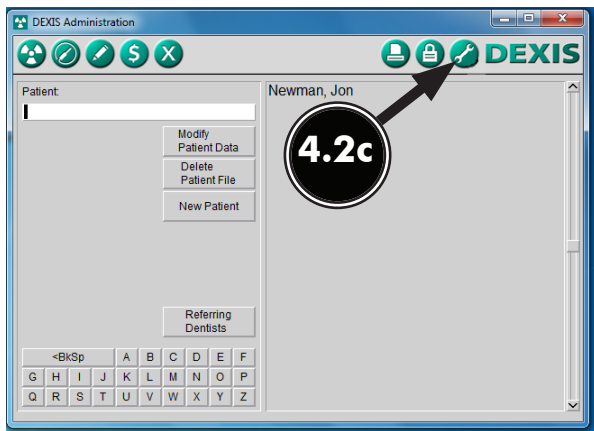 DEXIS Administration
$ X DEXIS
Patient:
Newman, Jon
Modify
Patient Data
Delete
Patient File
New Patient
4.2c
Referring
Dentists
<BkSp A B C D E F
G H I J K L M N O P
Q R S T U V W X Y Z